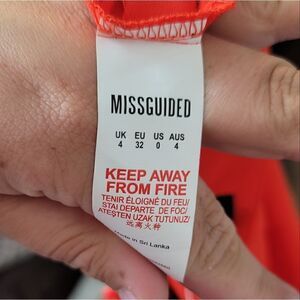 MISSGUIDED
UK EU US AUS
4 32 0 4
KEEP AWAY
FROM FIRE
TENIR ÉLOIGNÉ DU FEU/
STAI DEPARTE DE FOC/
ATEŞTEN UZAK TUTUNUZ/
远离火种
Made in Sri Lanka